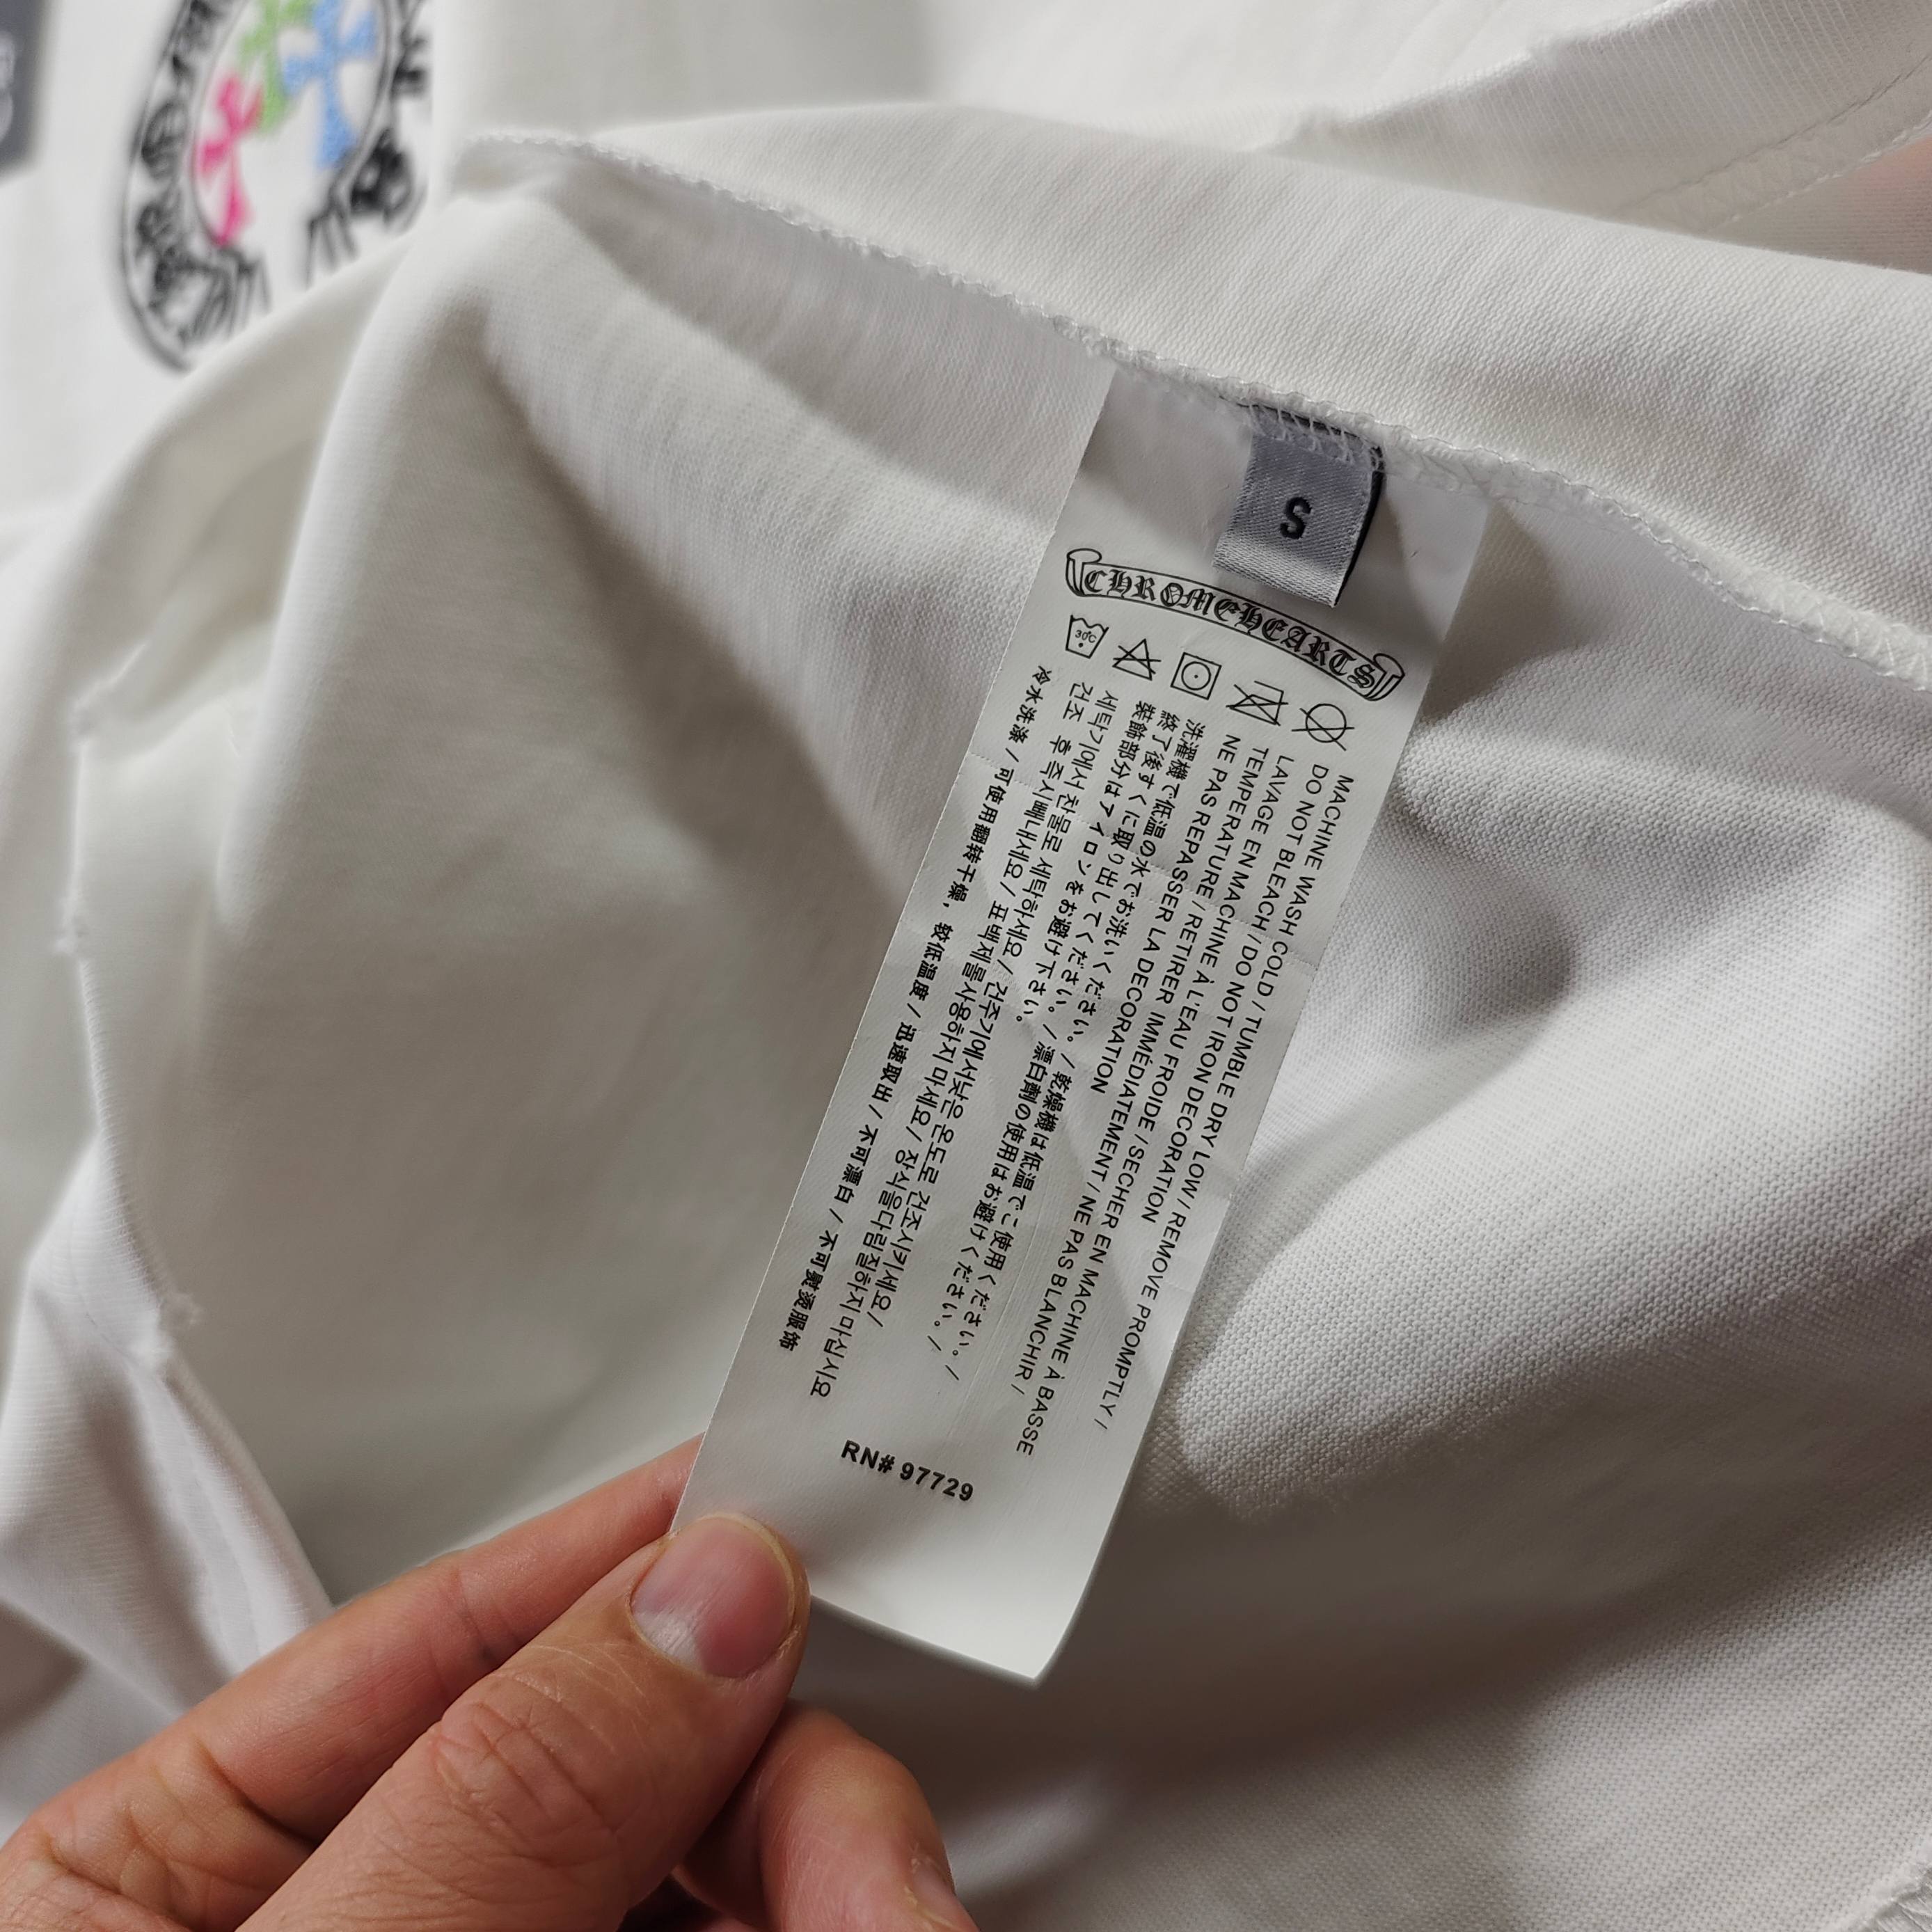 S
CHROME HEARTS
30°C
MACHINE WASH COLD / TUMBLE DRY LOW / REMOVE PROMPTLY /
DO NOT BLEACH / DO NOT IRON DECORATION
LAVAGE EN MACHINE À L'EAU FROIDE / SECHER EN MACHINE À BASSE
TEMPERATURE / RETIRER IMMÉDIATEMENT / NE PAS BLANCHIR /
NE PAS REPASSER LA DECORATION
洗濯機で低温の水でお洗いください。/ 乾燥機は低温でご使用ください。/
終了後すぐに取り出してください。/ 漂白剤の使用はお避けください。/
装飾部分はアイロンをお避け下さい。
세탁기에서 찬물로 세탁하세요 / 건주기에서낮은 온도로 건조시키세요 /
건조 후 즉시빼내세요 / 표백제를사용하지 마세요 / 장식을다림질하지 마십시요
冷水洗滌 / 可使用翻转干燥，较低温度 / 迅速取出 / 不可漂白 / 不可熨烫服饰
RN# 97729